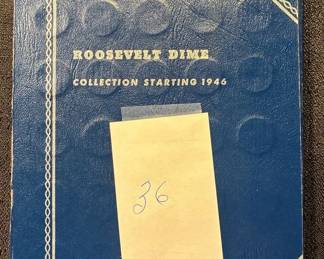 ROOSEVELT DIME
COLLECTION STARTING 1946
36